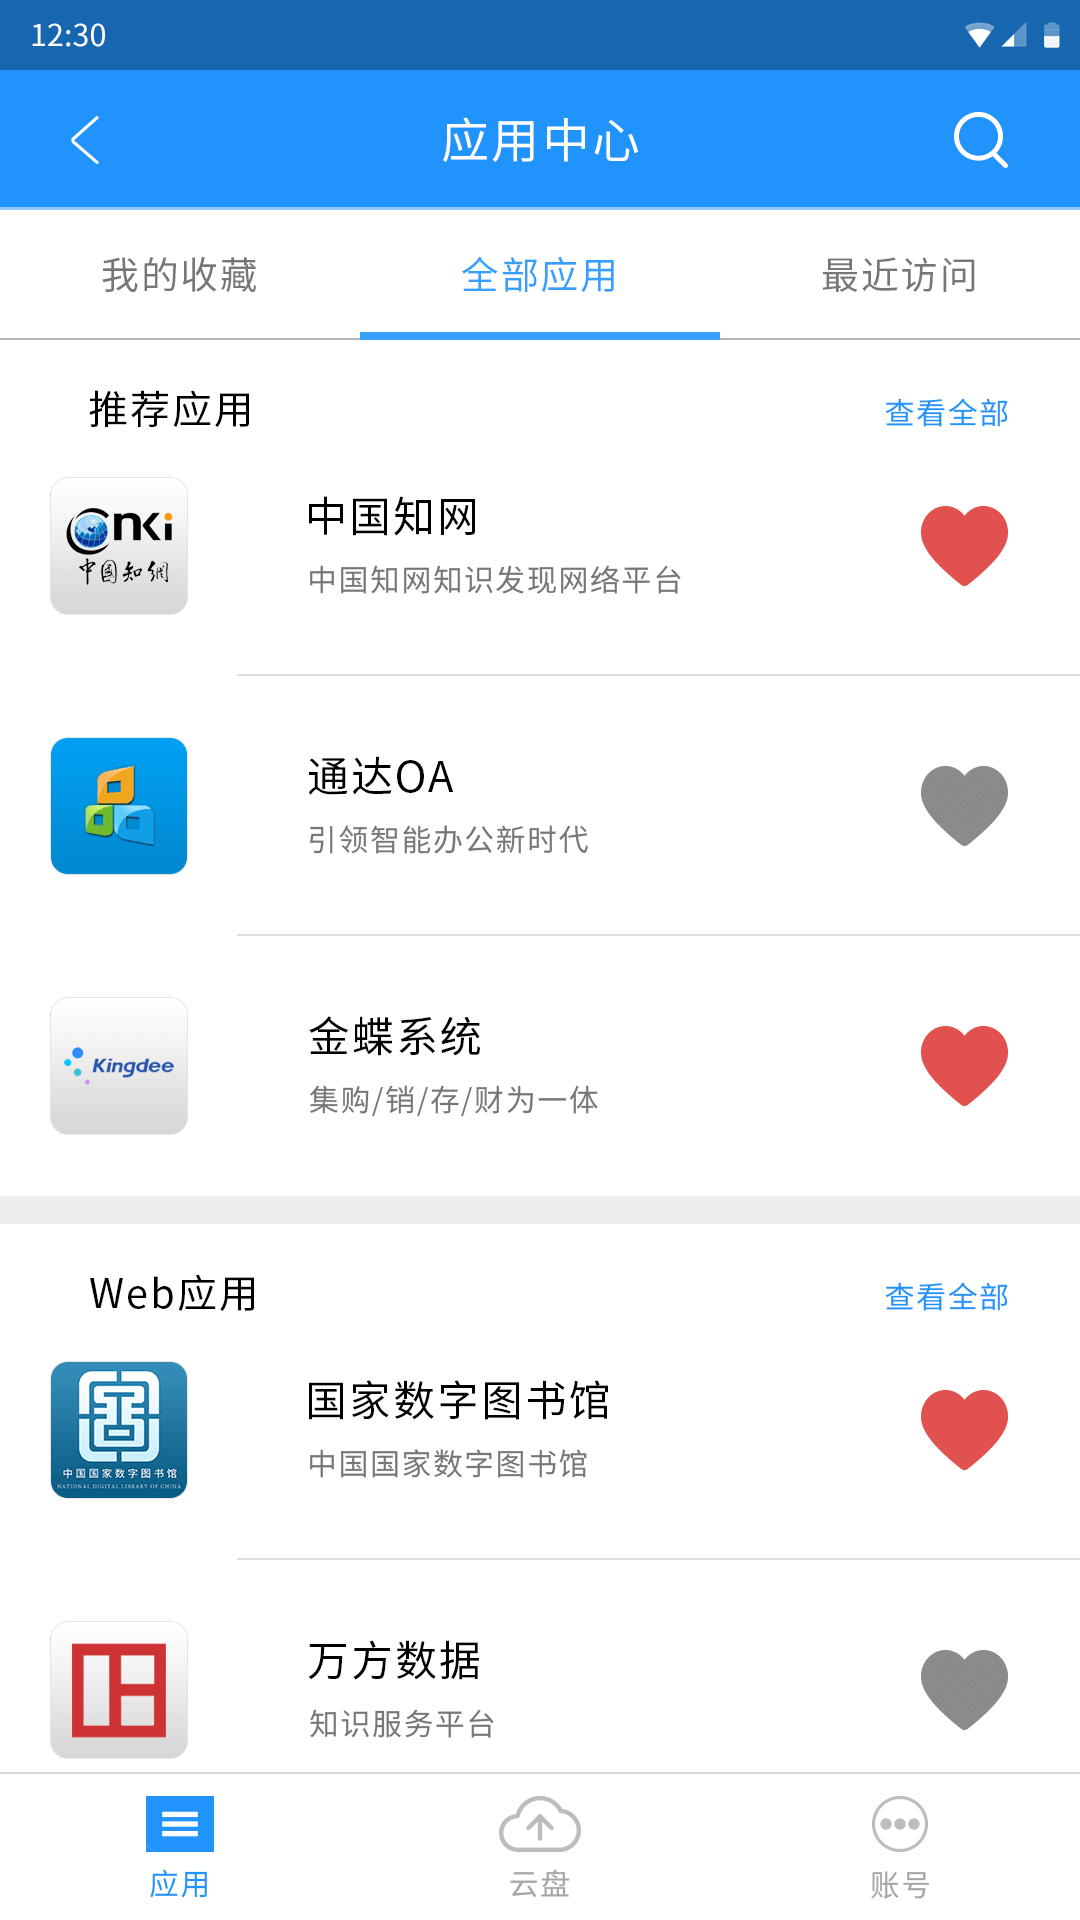 12:30
应用中心
我的收藏 全部应用 最近访问
推荐应用 查看全部
cnki
中国知網
中国知网
中国知网知识发现网络平台
通达OA
引领智能办公新时代
Kingdee
金蝶系统
集购/销/存/财为一体
Web应用 查看全部
中国国家数字图书馆
NATIONAL DIGITAL LIBRARY OF CHINA
国家数字图书馆
中国国家数字图书馆
万方数据
知识服务平台
应用 云盘 账号